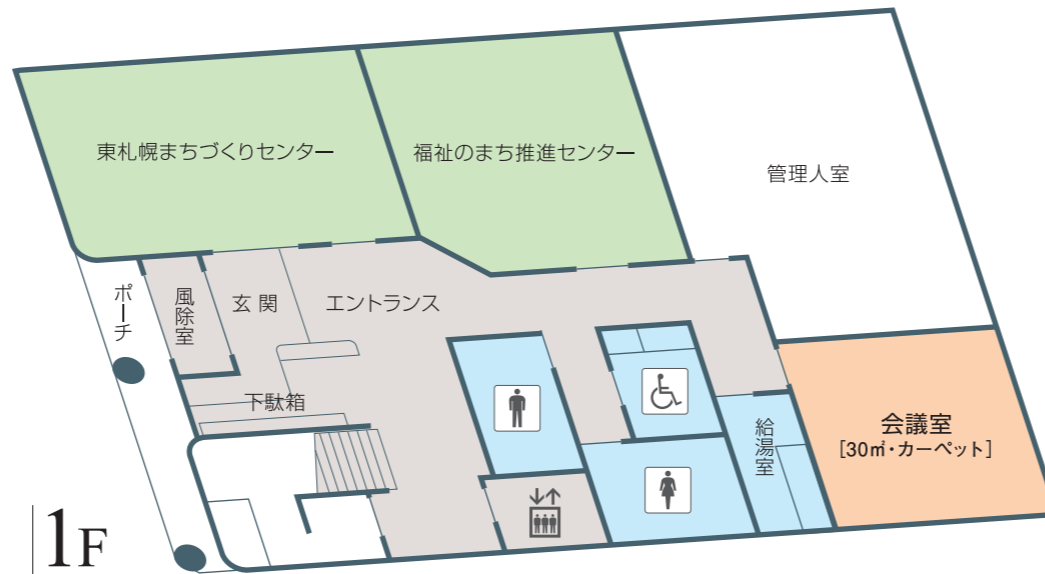 東札幌まちづくりセンター
福祉のまち推進センター
管理人室
ポーチ
風除室
玄関
エントランス
下駄箱
給湯室
会議室
[30㎡・カーペット]
1F